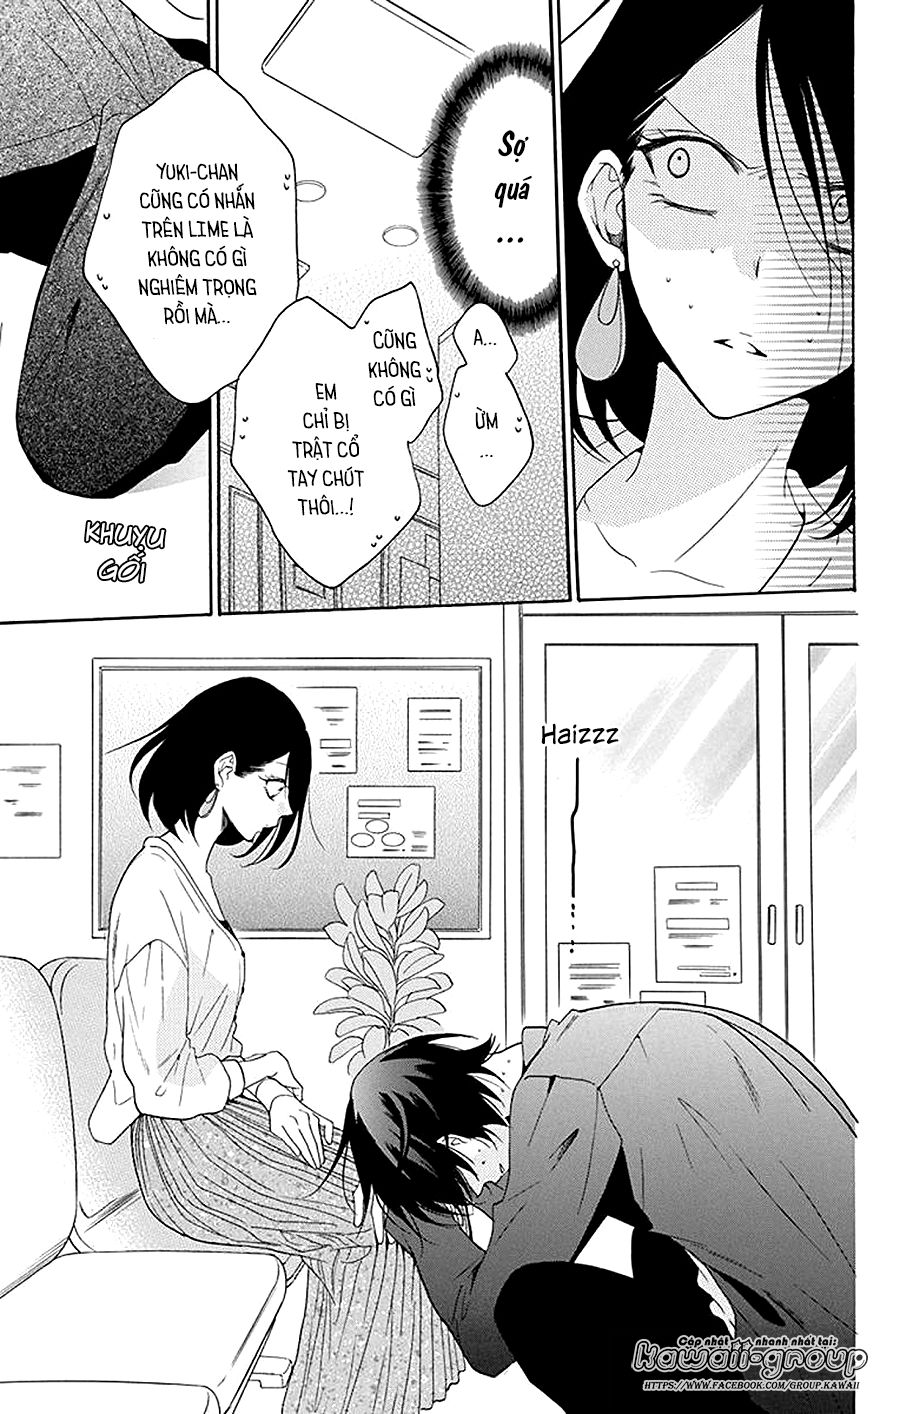 Sợ
quá
...
A...
ỪM
...
CŨNG
KHÔNG
CÓ GÌ
EM
CHỈ BỊ
TRẬT CỔ
TAY CHÚT
THÔI...!
YUKI-CHAN
CŨNG CÓ NHẮN
TRÊN LIME LÀ
KHÔNG CÓ GÌ
NGHIÊM TRỌNG
RỒI MÀ...
KHUỴU
GỐI
Haizzz
Cập nhật nhanh nhất tại:
kawaii-group
HTTPS://WWW.FACEBOOK.COM/GROUP.KAWAII